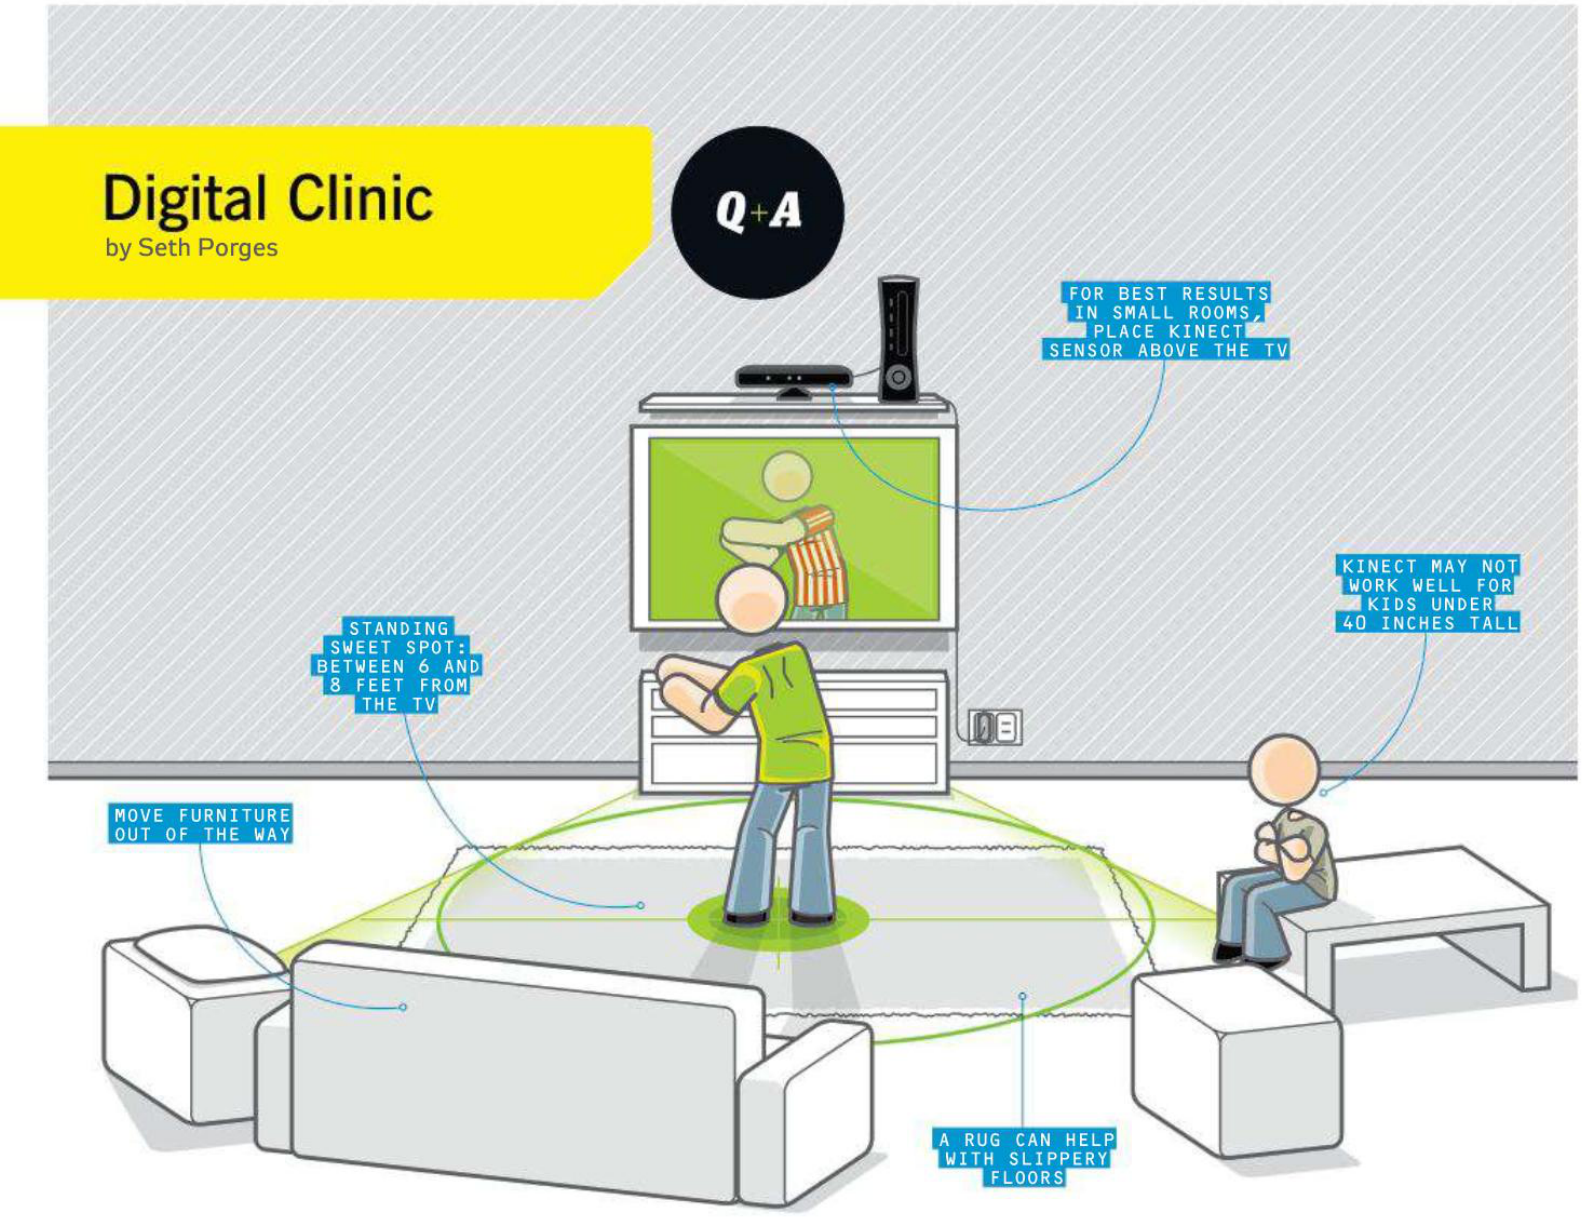 Digital Clinic
by Seth Porges
Q+A
FOR BEST RESULTS
IN SMALL ROOMS,
PLACE KINECT
SENSOR ABOVE THE TV
KINECT MAY NOT
WORK WELL FOR
KIDS UNDER
40 INCHES TALL
STANDING
SWEET SPOT:
BETWEEN 6 AND
8 FEET FROM
THE TV
MOVE FURNITURE
OUT OF THE WAY
A RUG CAN HELP
WITH SLIPPERY
FLOORS